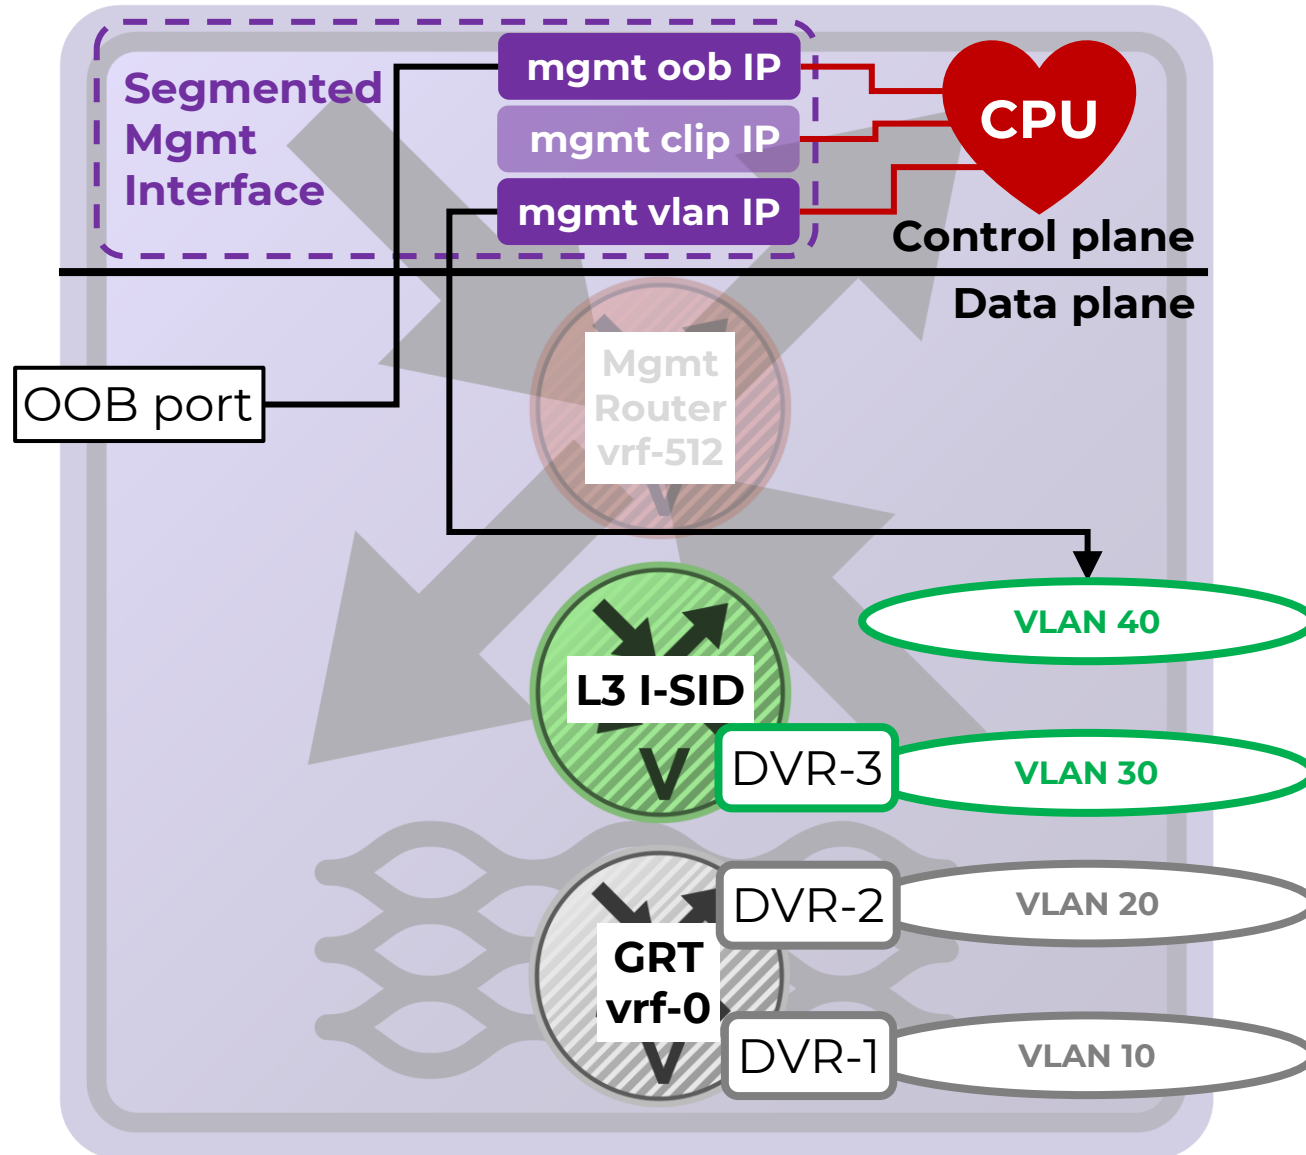 Segmented
Mgmt
Interface
mgmt oob IP
mgmt clip IP
mgmt vlan IP
CPU
Control plane
Data plane
OOB port
Mgmt
Router
vrf-512
V
VLAN 40
L3 I-SID
V
DVR-3
VLAN 30
DVR-2
VLAN 20
GRT
vrf-0
V
DVR-1
VLAN 10